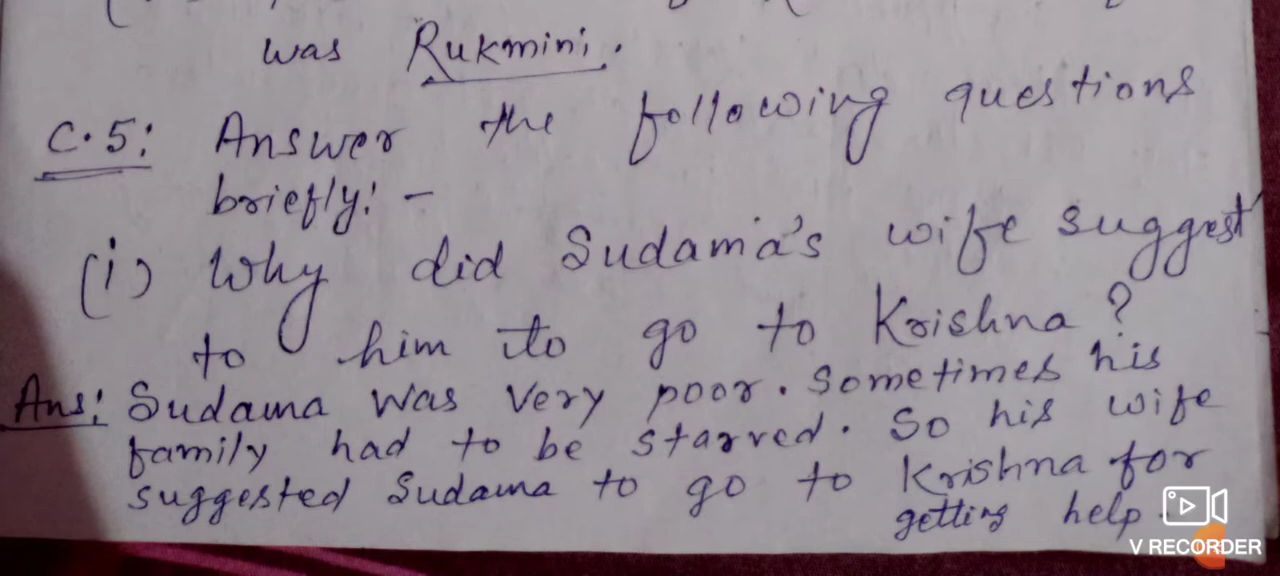 was Rukmini.
C.5: Answer the following questions
briefly: -
(i) Why did Sudama's wife suggest
to him to go to Krishna?
Ans: Sudama was very poor. Sometimes his
family had to be starved. So his wife
suggested Sudama to go to Krishna for
getting help.
V RECORDER